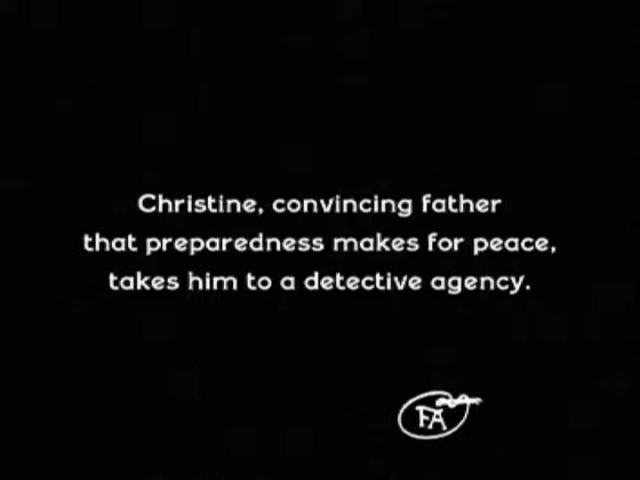 Christine, convincing father
that preparedness makes for peace,
takes him to a detective agency.
FA